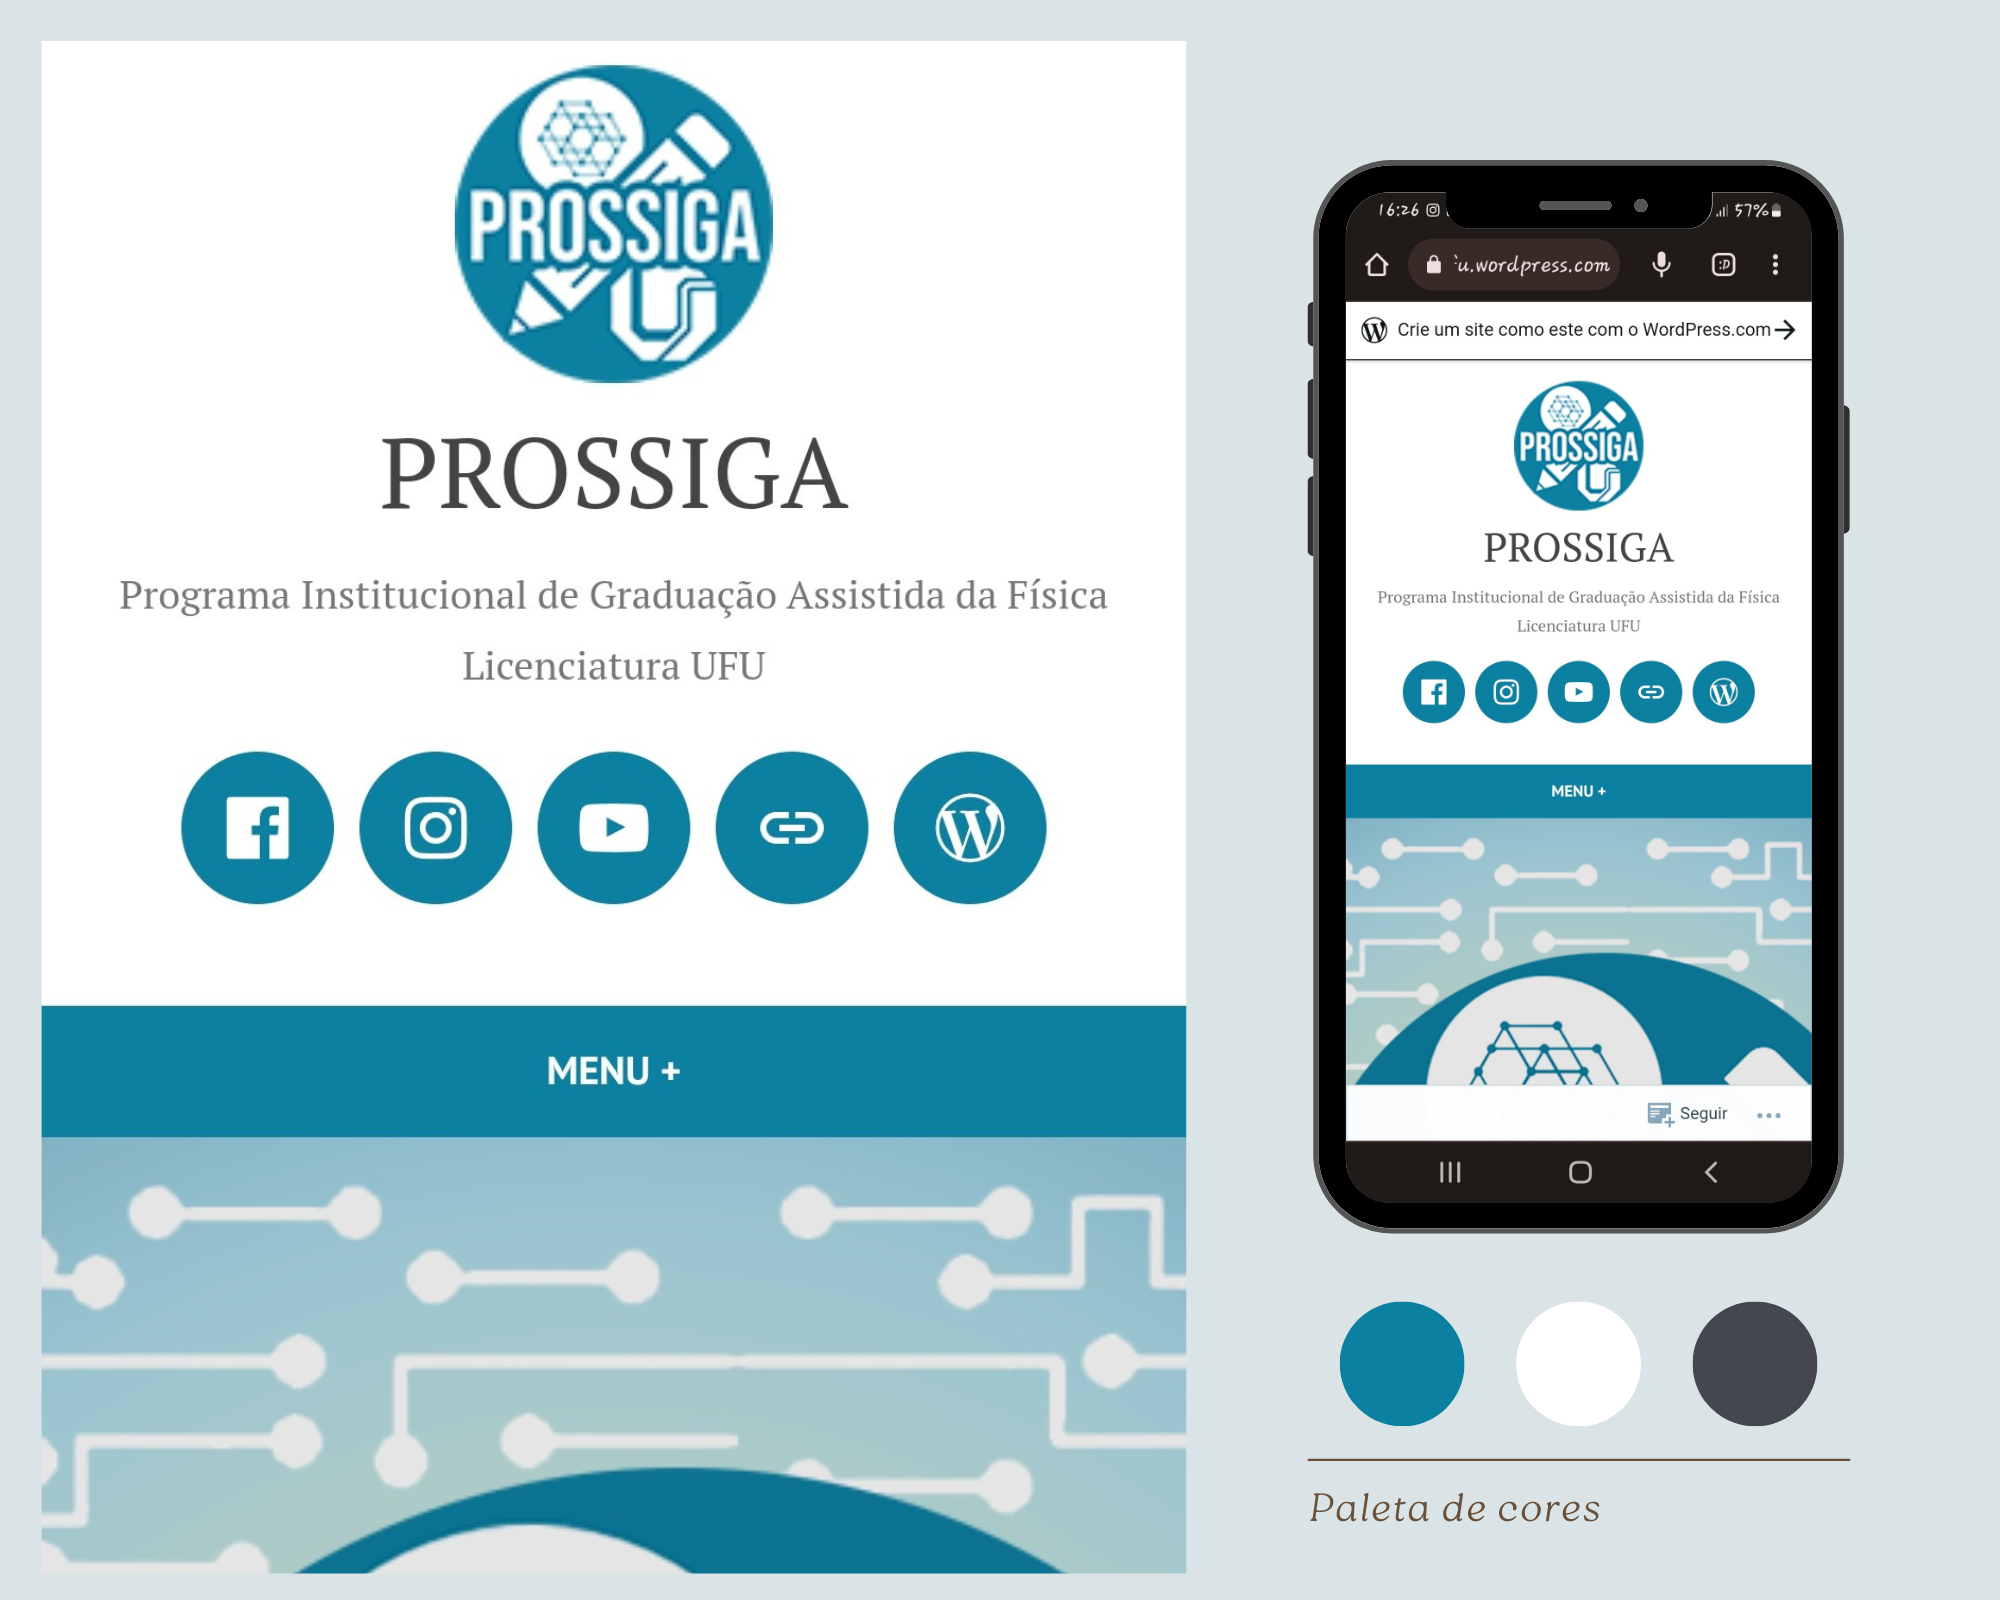 PROSSIGA
PROSSIGA
Programa Institucional de Graduação Assistida da Física
Licenciatura UFU
MENU +
16:26
57%
u.wordpress.com
:D
Crie um site como este com o WordPress.com
PROSSIGA
PROSSIGA
Programa Institucional de Graduação Assistida da Física
Licenciatura UFU
MENU +
Seguir
Paleta de cores